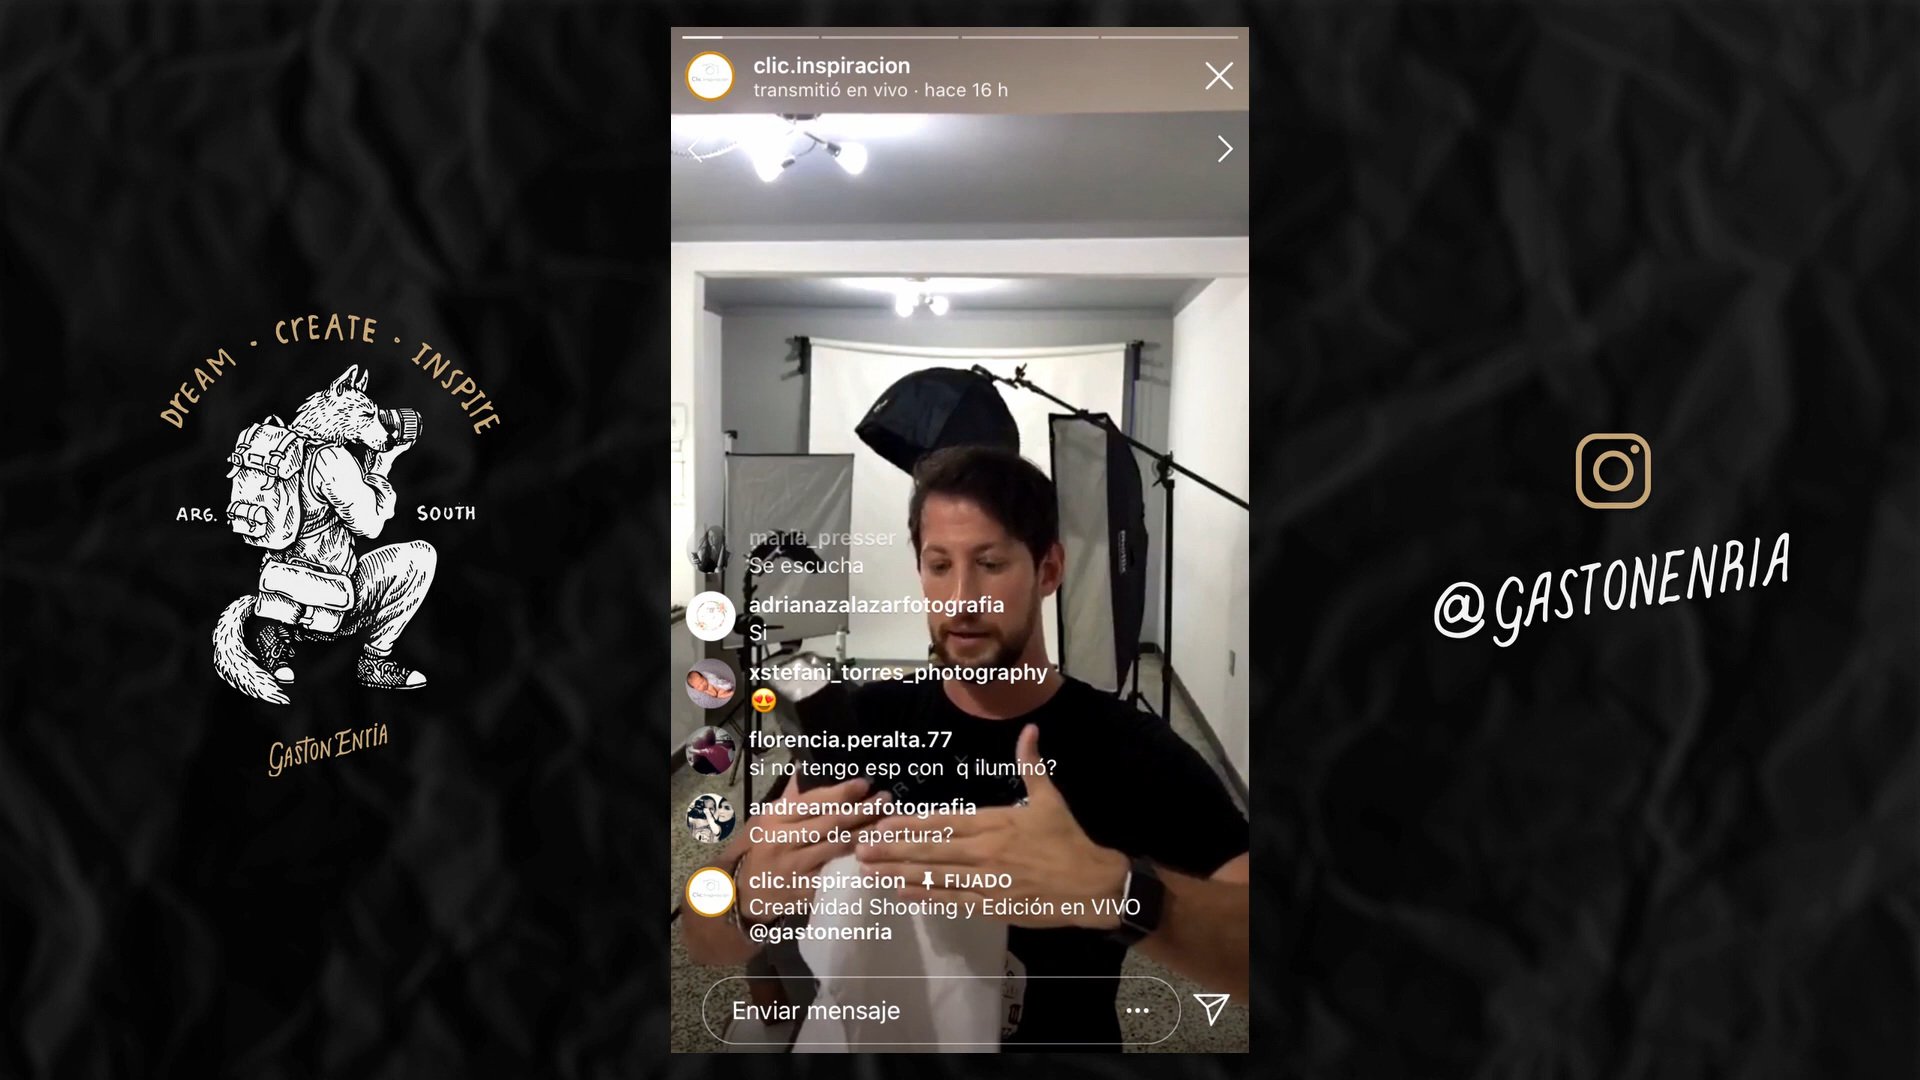 DREAM · CREATE · INSPIRE
ARG. SOUTH
GASTON ENRIA
clic.inspiracion
transmitió en vivo · hace 16 h
maria_presser
Se escucha
adrianazalazarfotografia
Si
xstefani_torres_photography
😍
florencia.peralta.77
si no tengo esp con q iluminó?
andreamorafotografia
Cuanto de apertura?
clic.inspiracion FIJADO
Creatividad Shooting y Edición en VIVO
@gastonenria
Enviar mensaje
@GASTONENRIA